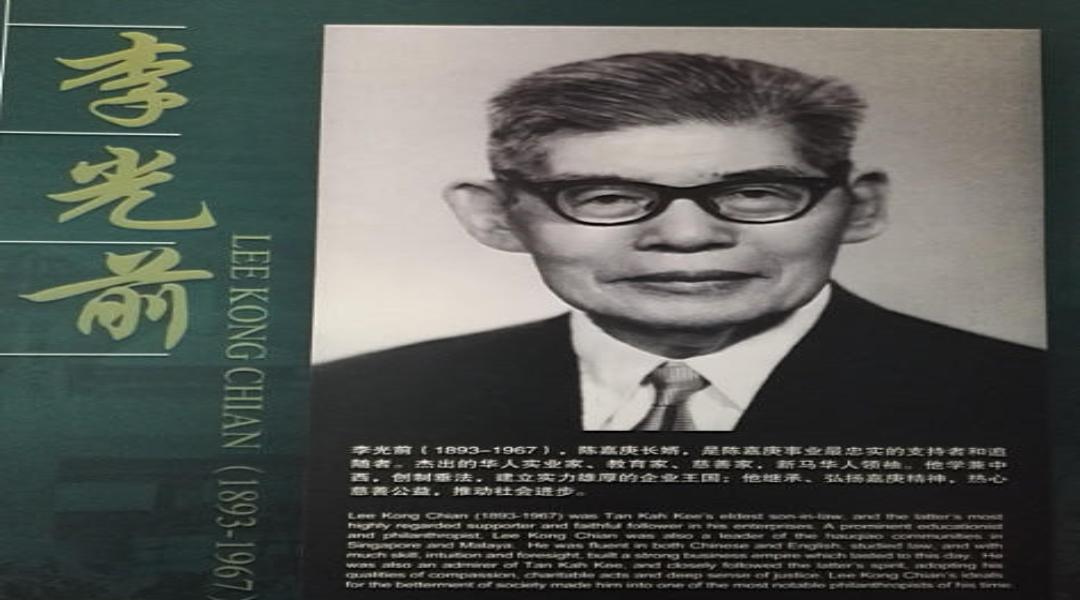 李光前
LEE KONG CHIAN (1893-1967)
李光前（1893-1967），陈嘉庚长婿，是陈嘉庚事业最忠实的支持者和追
随者。杰出的华人实业家、教育家、慈善家，新马华人领袖。他学兼中
西，创制垂法，建立实力雄厚的企业王国；他继承、弘扬嘉庚精神，热心
慈善公益，推动社会进步。
Lee Kong Chian (1893-1967) was Tan Kah Kee's eldest son-in-law, and the latter's most
highly regarded supporter and faithful follower in his enterprises. A prominent educationist
and philanthropist, Lee Kong Chian was also a leader of the hauqiao communities in
Singapore and Malaya. He was fluent in both Chinese and English, studied law, and with
much skill, intuition and foresight, built a strong business empire which lasted to this day. He
was also an admirer of Tan Kah Kee, and closely followed the latter's spirit, adopting his
qualities of compassion, charitable acts and deep sense of justice. Lee Kong Chian's ideals
for the betterment of society made him into one of the most notable philanthropists of his time.